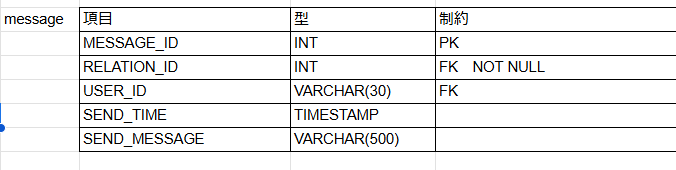 message 項目 型 制約
MESSAGE_ID INT PK
RELATION_ID INT FK NOT NULL
USER_ID VARCHAR(30) FK
SEND_TIME TIMESTAMP
SEND_MESSAGE VARCHAR(500)